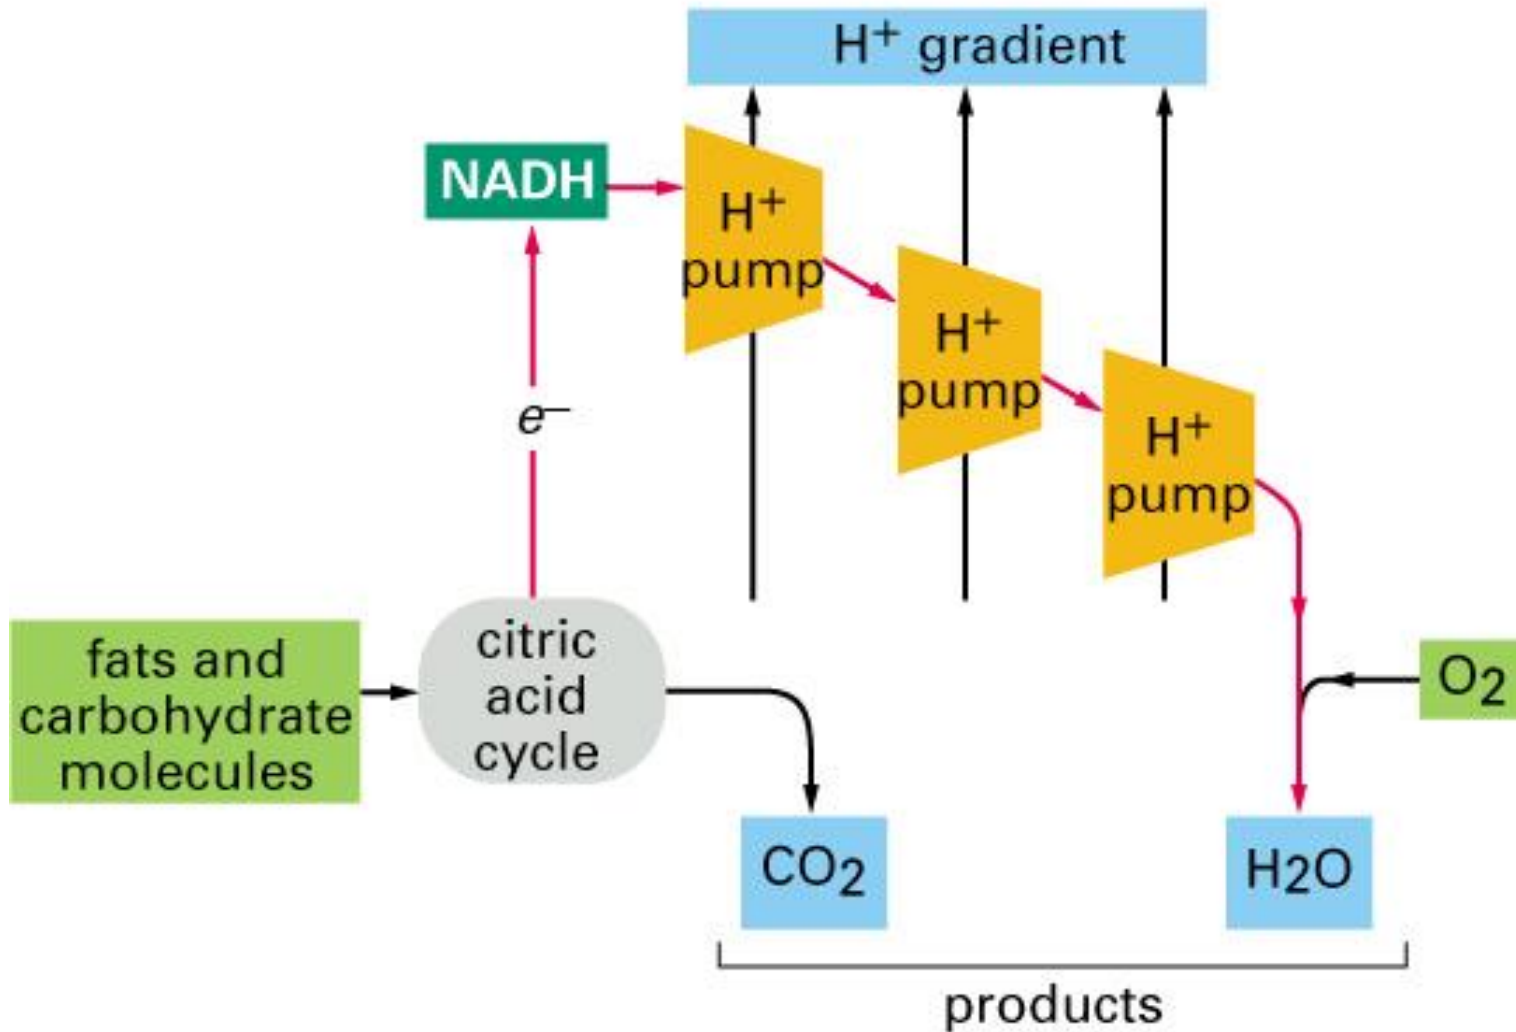 H⁺ gradient
NADH
H⁺
pump
H⁺
pump
H⁺
pump
e⁻
fats and
carbohydrate
molecules
citric
acid
cycle
O₂
CO₂
H₂O
products